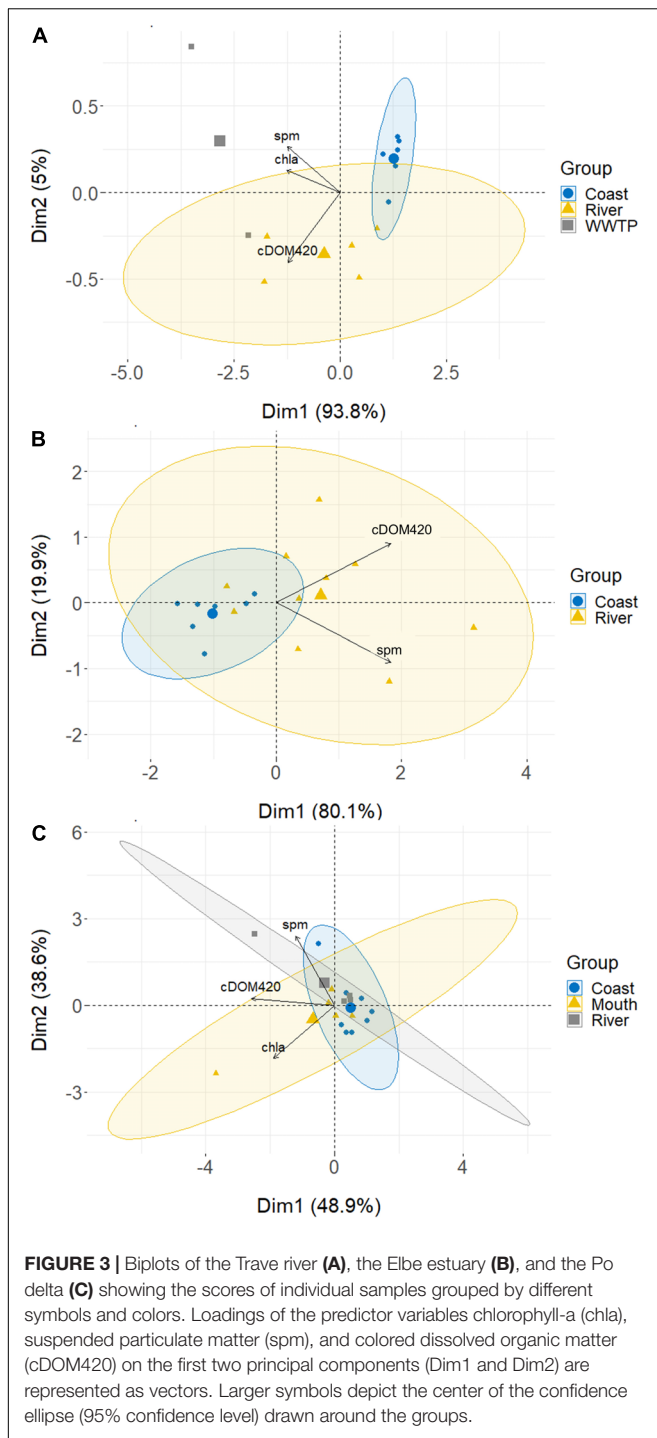 A
0.5
0.0
-0.5
Dim2 (5%)
spm
chla
cDOM420
-5.0 -2.5 0.0 2.5
Dim1 (93.8%)
Group
Coast
River
WWTP
B
2
1
0
-1
-2
Dim2 (19.9%)
cDOM420
spm
-2 0 2 4
Dim1 (80.1%)
Group
Coast
River
C
6
3
0
-3
Dim2 (38.6%)
spm
cDOM420
chla
-4 0 4
Dim1 (48.9%)
Group
Coast
Mouth
River
FIGURE 3 | Biplots of the Trave river (A), the Elbe estuary (B), and the Po
delta (C) showing the scores of individual samples grouped by different
symbols and colors. Loadings of the predictor variables chlorophyll-a (chla),
suspended particulate matter (spm), and colored dissolved organic matter
(cDOM420) on the first two principal components (Dim1 and Dim2) are
represented as vectors. Larger symbols depict the center of the confidence
ellipse (95% confidence level) drawn around the groups.